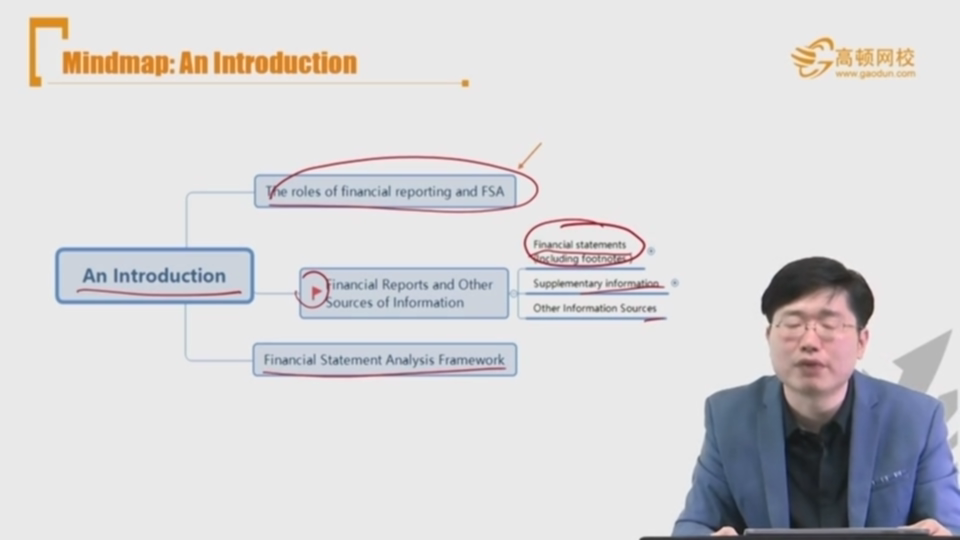 Mindmap: An Introduction
高顿网校
www.gaodun.com
The roles of financial reporting and FSA
An Introduction
Financial Reports and Other
Sources of Information
Financial statements
(including footnotes)
Supplementary information
Other Information Sources
Financial Statement Analysis Framework